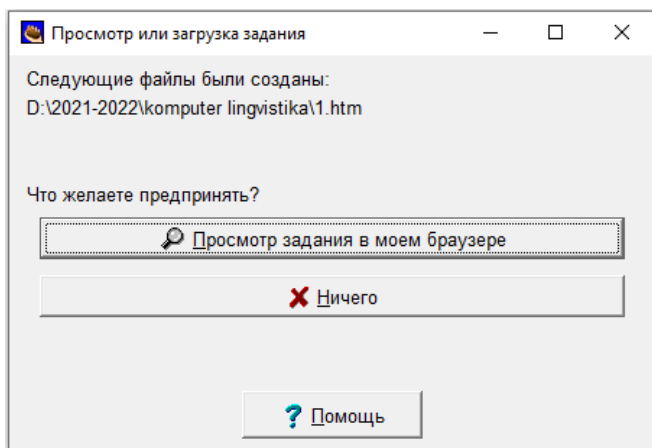 Просмотр или загрузка задания
Следующие файлы были созданы:
D:\2021-2022\komputer lingvistika\1.htm
Что желаете предпринять?
Просмотр задания в моем браузере
Ничего
? Помощь